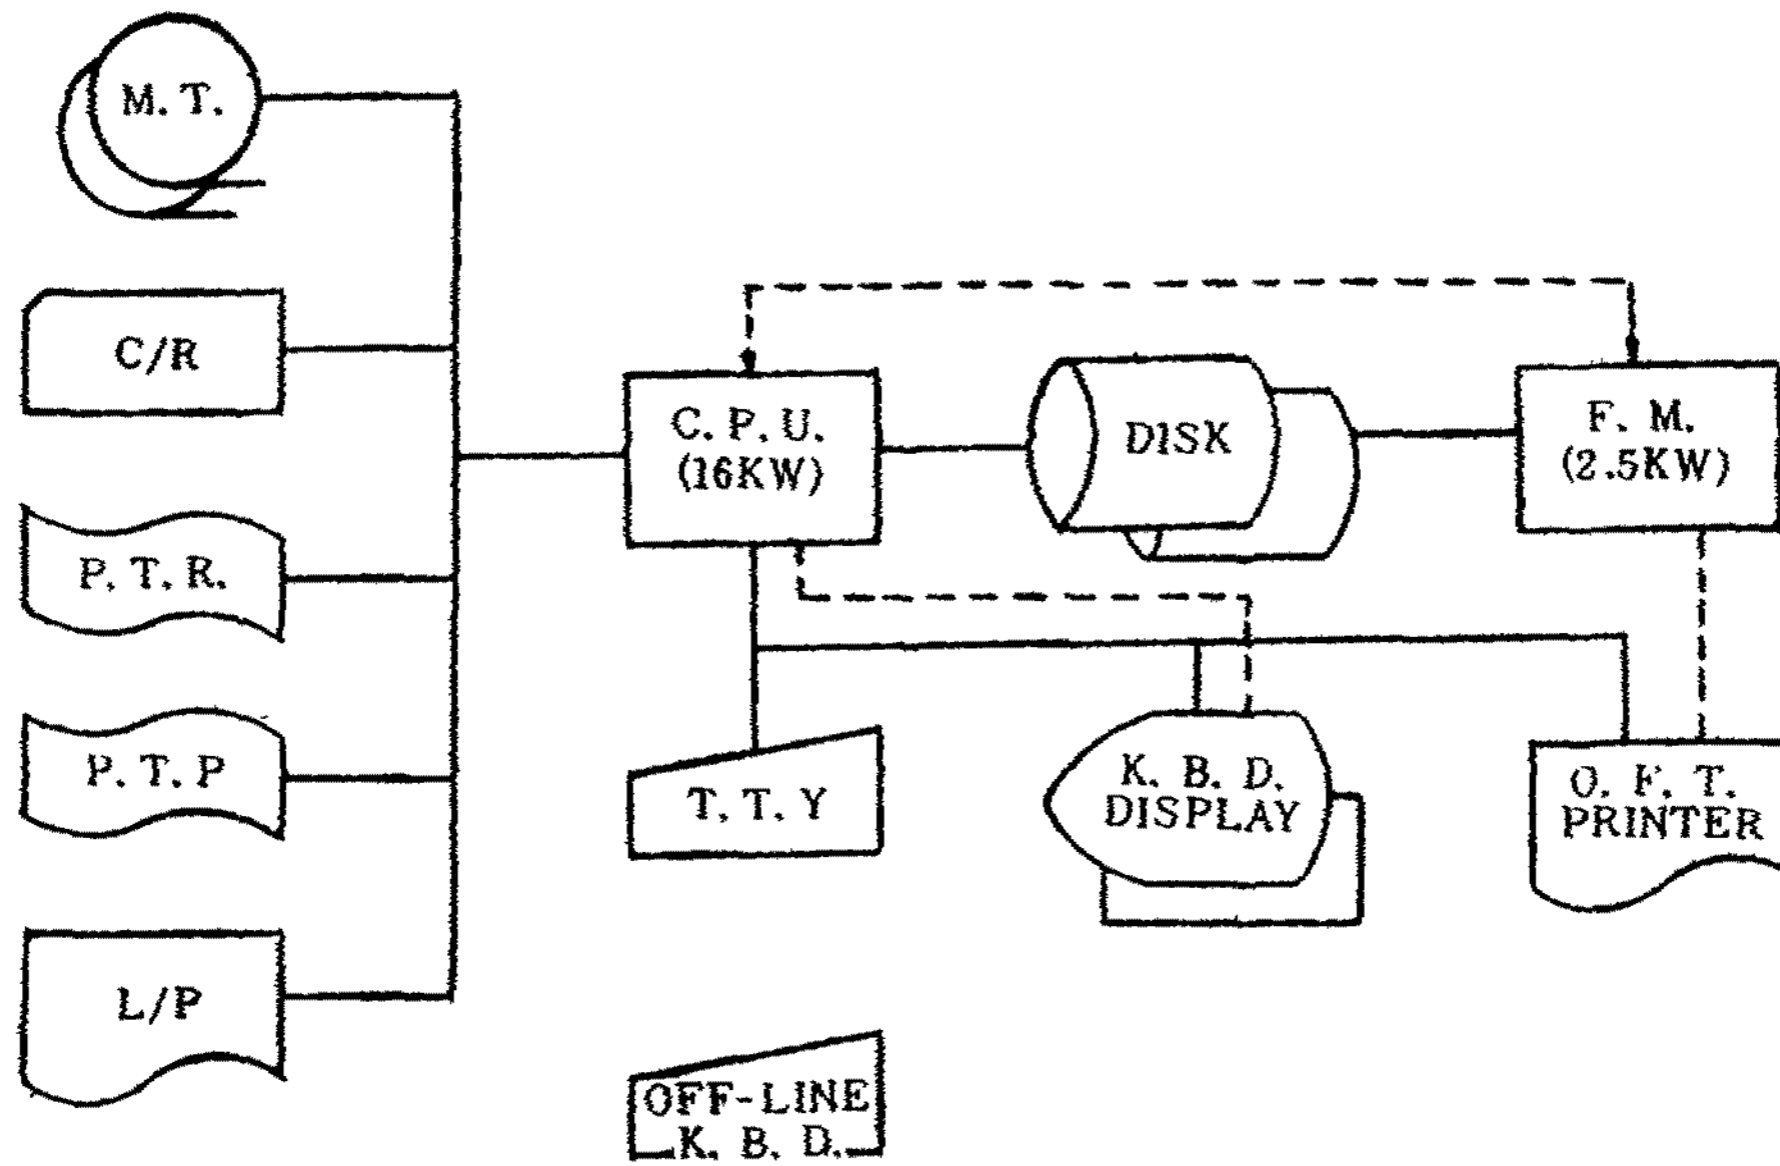 M. T.
C/R
P. T. R.
P. T. P
L/P
C. P. U.
(16KW)
DISK
F. M.
(2.5KW)
T. T. Y
K. B. D.
DISPLAY
O. F. T.
PRINTER
OFF-LINE
K. B. D.